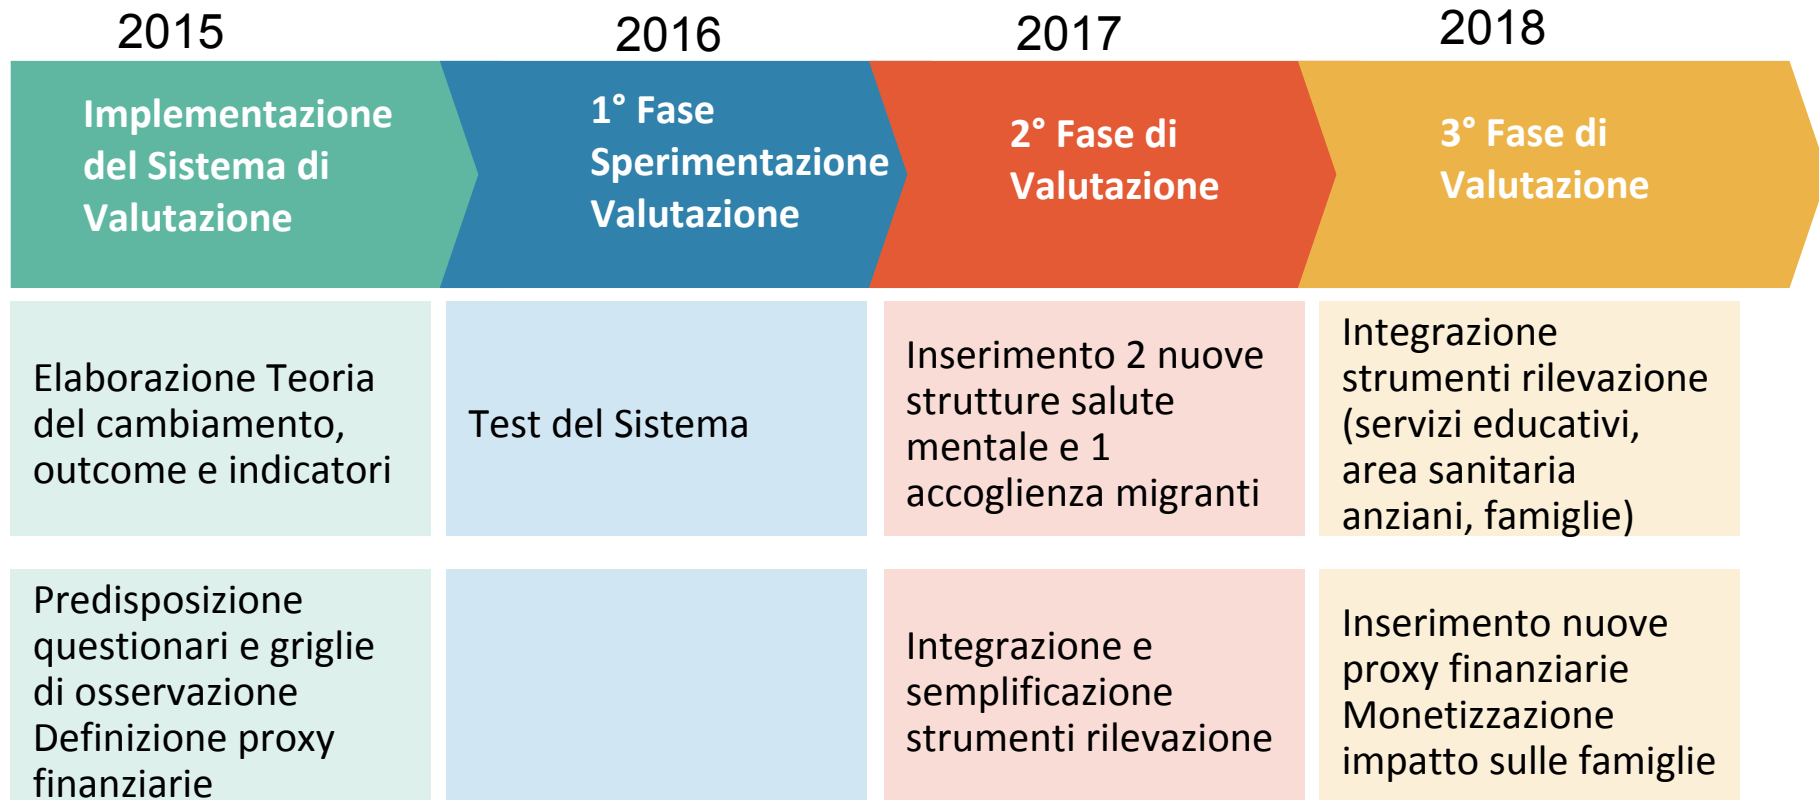 2015
2016
2017
2018
Implementazione
del Sistema di
Valutazione
1° Fase
Sperimentazione
Valutazione
2° Fase di
Valutazione
3° Fase di
Valutazione
Elaborazione Teoria
del cambiamento,
outcome e indicatori
Test del Sistema
Inserimento 2 nuove
strutture salute
mentale e 1
accoglienza migranti
Integrazione
strumenti rilevazione
(servizi educativi,
area sanitaria
anziani, famiglie)
Predisposizione
questionari e griglie
di osservazione
Definizione proxy
finanziarie
Integrazione e
semplificazione
strumenti rilevazione
Inserimento nuove
proxy finanziarie
Monetizzazione
impatto sulle famiglie